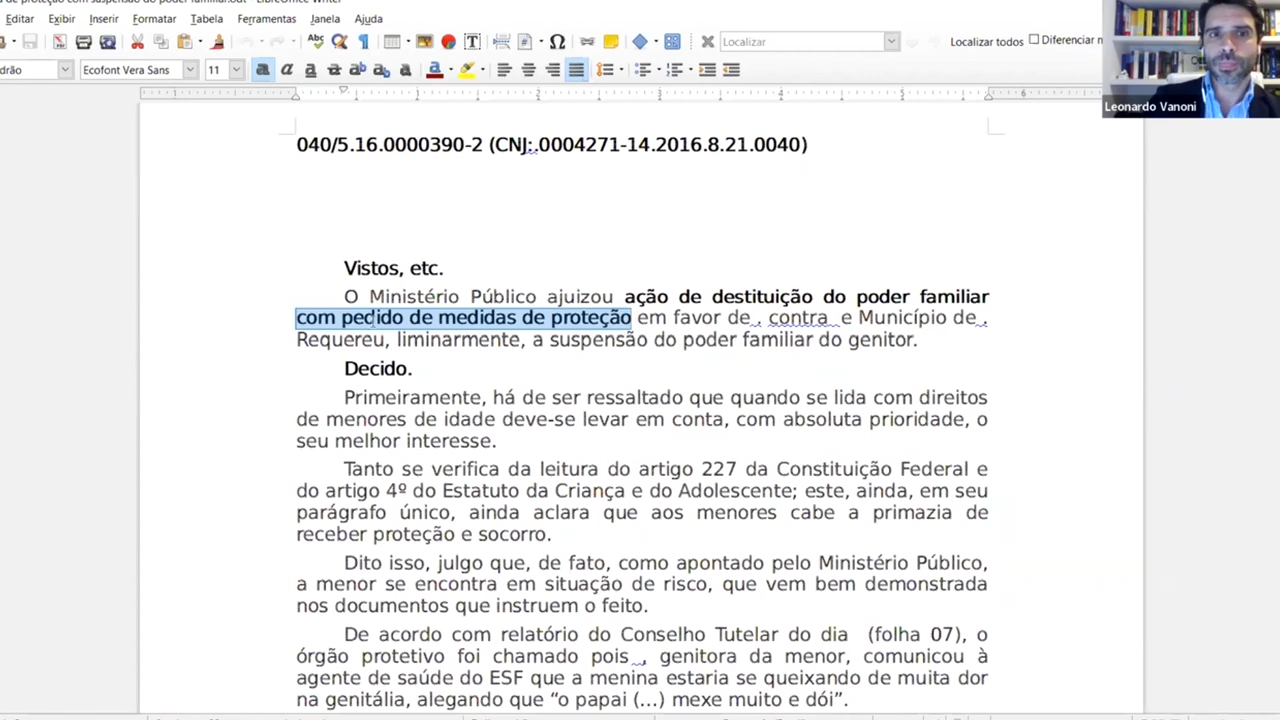 de proteção com suspensão do poder familiar.odt - LibreOffice Writer
Editar Exibir Inserir Formatar Tabela Ferramentas Janela Ajuda
Localizar
Localizar todos
Diferenciar
Ecofont Vera Sans
11
Leonardo Vanoni
040/5.16.0000390-2 (CNJ:.0004271-14.2016.8.21.0040)
Vistos, etc.
O Ministério Público ajuizou ação de destituição do poder familiar
com pedido de medidas de proteção em favor de . contra e Município de .
Requereu, liminarmente, a suspensão do poder familiar do genitor.
Decido.
Primeiramente, há de ser ressaltado que quando se lida com direitos
de menores de idade deve-se levar em conta, com absoluta prioridade, o
seu melhor interesse.
Tanto se verifica da leitura do artigo 227 da Constituição Federal e
do artigo 4º do Estatuto da Criança e do Adolescente; este, ainda, em seu
parágrafo único, ainda aclara que aos menores cabe a primazia de
receber proteção e socorro.
Dito isso, julgo que, de fato, como apontado pelo Ministério Público,
a menor se encontra em situação de risco, que vem bem demonstrada
nos documentos que instruem o feito.
De acordo com relatório do Conselho Tutelar do dia (folha 07), o
órgão protetivo foi chamado pois , genitora da menor, comunicou à
agente de saúde do ESF que a menina estaria se queixando de muita dor
na genitália, alegando que “o papai (...) mexe muito e dói”.